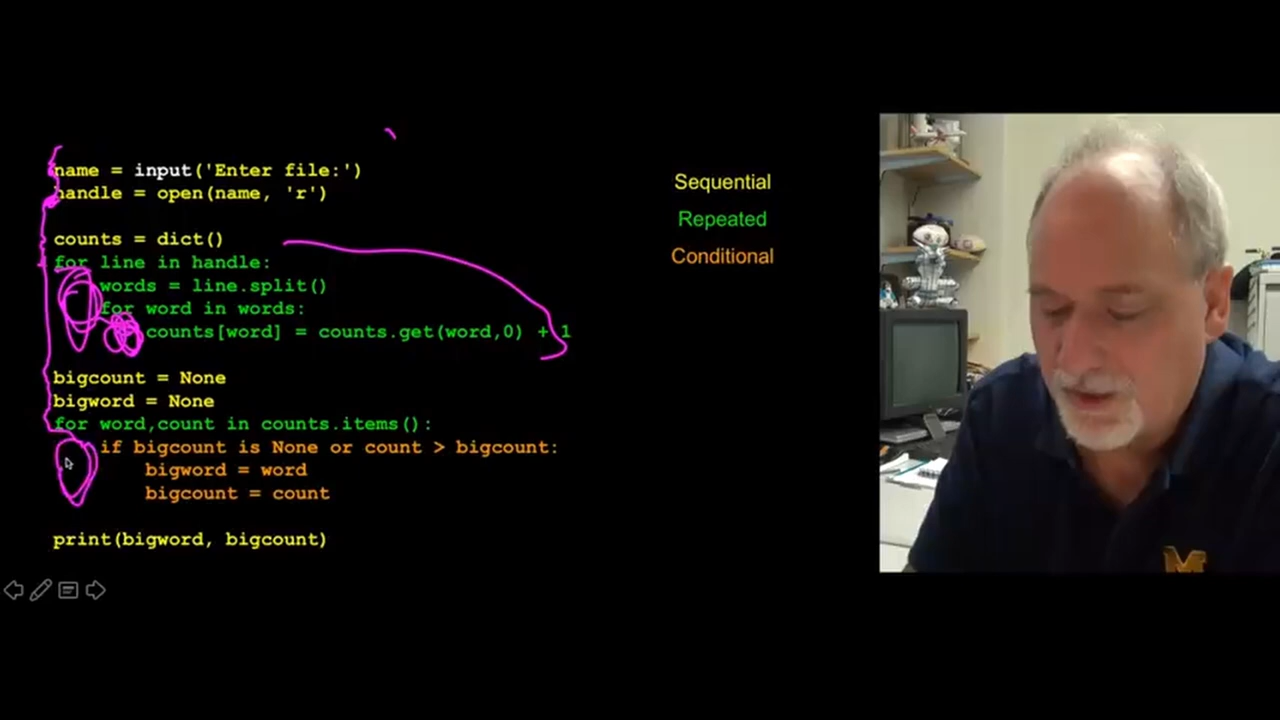 name = input('Enter file:')
handle = open(name, 'r')
counts = dict()
for line in handle:
words = line.split()
for word in words:
counts[word] = counts.get(word,0) + 1
bigcount = None
bigword = None
for word,count in counts.items():
if bigcount is None or count > bigcount:
bigword = word
bigcount = count
print(bigword, bigcount)
Sequential
Repeated
Conditional
M